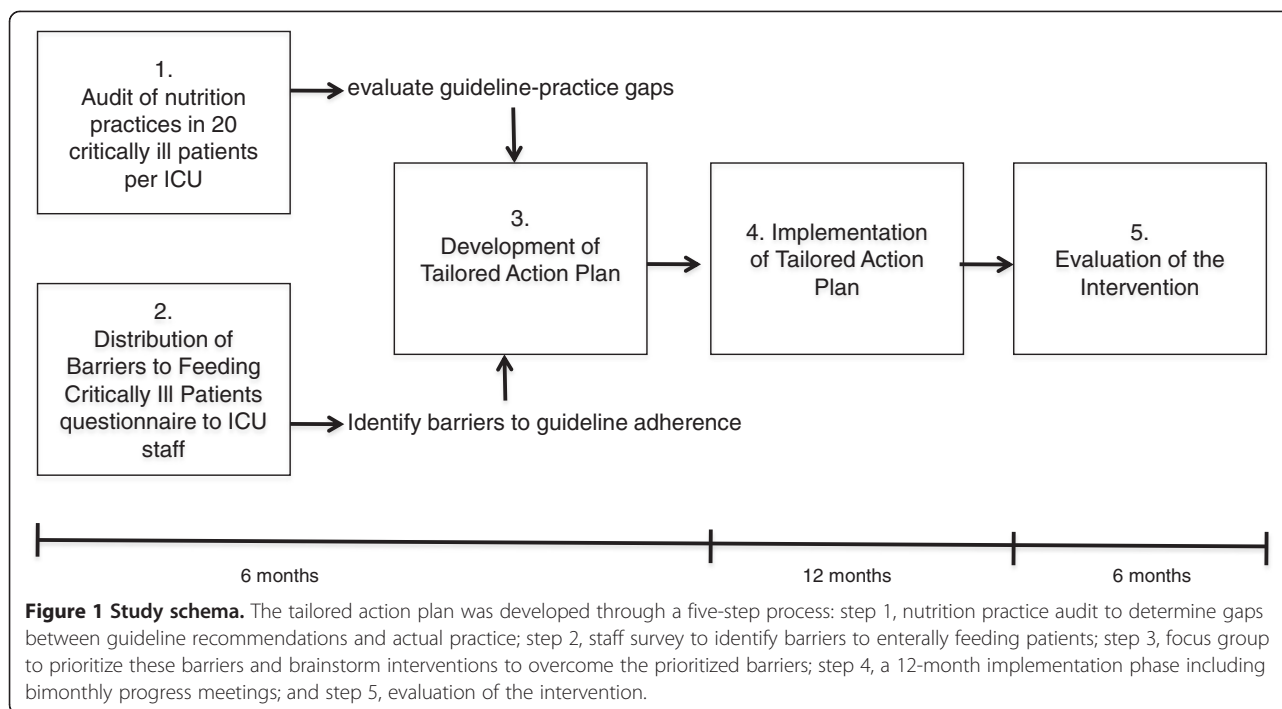 1.
Audit of nutrition
practices in 20
critically ill patients
per ICU
evaluate guideline-practice gaps
2.
Distribution of
Barriers to Feeding
Critically Ill Patients
questionnaire to ICU
staff
Identify barriers to guideline adherence
3.
Development of
Tailored Action Plan
4. Implementation
of Tailored Action
Plan
5.
Evaluation of the
Intervention
6 months
12 months
6 months
Figure 1 Study schema. The tailored action plan was developed through a five-step process: step 1, nutrition practice audit to determine gaps
between guideline recommendations and actual practice; step 2, staff survey to identify barriers to enterally feeding patients; step 3, focus group
to prioritize these barriers and brainstorm interventions to overcome the prioritized barriers; step 4, a 12-month implementation phase including
bimonthly progress meetings; and step 5, evaluation of the intervention.